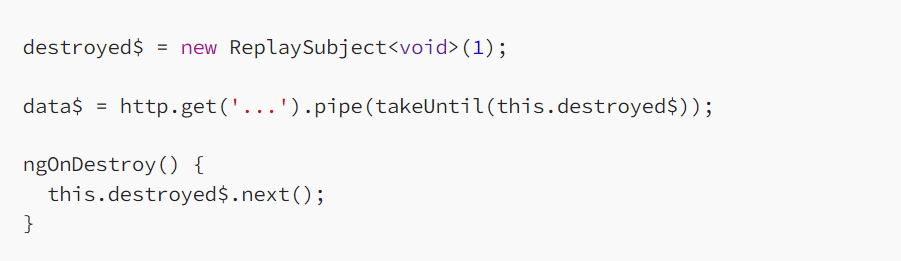 destroyed$ = new ReplaySubject<void>(1);
data$ = http.get('...').pipe(takeUntil(this.destroyed$));
ngOnDestroy() {
this.destroyed$.next();
}